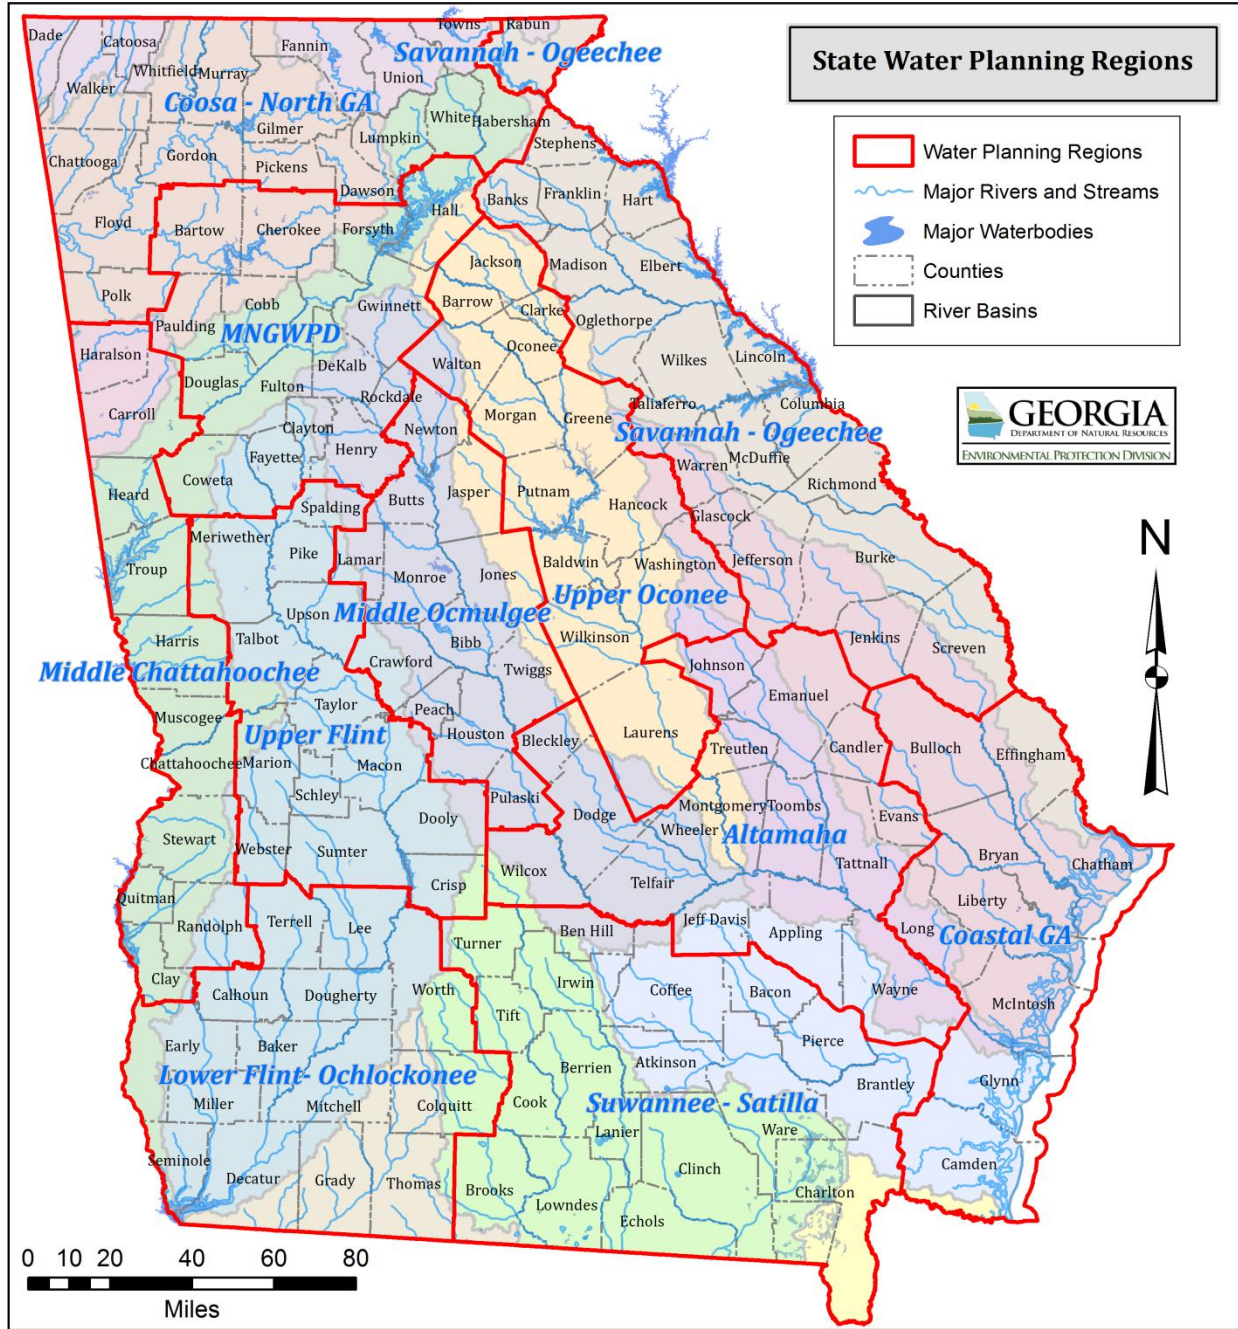 State Water Planning Regions
Water Planning Regions
Major Rivers and Streams
Major Waterbodies
Counties
River Basins
GEORGIA
DEPARTMENT OF NATURAL RESOURCES
ENVIRONMENTAL PROTECTION DIVISION
N
Dade
Catoosa
Fannin
Towns
Rabun
Savannah - Ogeechee
Walker
Whitfield
Murray
Union
Coosa - North GA
White
Habersham
Gilmer
Lumpkin
Stephens
Chattooga
Gordon
Pickens
Dawson
Banks
Franklin
Hart
Floyd
Bartow
Cherokee
Forsyth
Hall
Jackson
Madison
Elbert
Polk
Cobb
Gwinnett
Barrow
Clarke
Oglethorpe
Paulding
MNGWPD
Oconee
Haralson
DeKalb
Walton
Wilkes
Lincoln
Douglas
Fulton
Rockdale
Carroll
Morgan
Greene
Taliaferro
Columbia
Clayton
Newton
Savannah - Ogeechee
Fayette
Henry
McDuffie
Coweta
Warren
Heard
Spalding
Butts
Jasper
Putnam
Hancock
Richmond
Glascock
Meriwether
Pike
Lamar
Baldwin
Washington
Jefferson
Burke
Troup
Monroe
Jones
Upson
Middle Ocmulgee
Upper Oconee
Harris
Talbot
Bibb
Wilkinson
Jenkins
Screven
Middle Chattahoochee
Crawford
Twiggs
Johnson
Emanuel
Muscogee
Taylor
Peach
Upper Flint
Houston
Bleckley
Laurens
Treutlen
Candler
Bulloch
Effingham
Chattahoochee
Marion
Macon
Schley
Pulaski
Dodge
Montgomery
Toombs
Evans
Stewart
Dooly
Wheeler
Altamaha
Webster
Sumter
Tattnall
Bryan
Chatham
Quitman
Crisp
Wilcox
Telfair
Liberty
Randolph
Terrell
Lee
Turner
Ben Hill
Jeff Davis
Appling
Long
Coastal GA
Clay
Calhoun
Dougherty
Worth
Irwin
Coffee
Bacon
Wayne
McIntosh
Tift
Early
Baker
Pierce
Lower Flint- Ochlockonee
Berrien
Atkinson
Brantley
Glynn
Miller
Mitchell
Colquitt
Cook
Suwannee - Satilla
Lanier
Ware
Seminole
Decatur
Grady
Thomas
Brooks
Lowndes
Echols
Clinch
Charlton
Camden
0 10 20 40 60 80
Miles